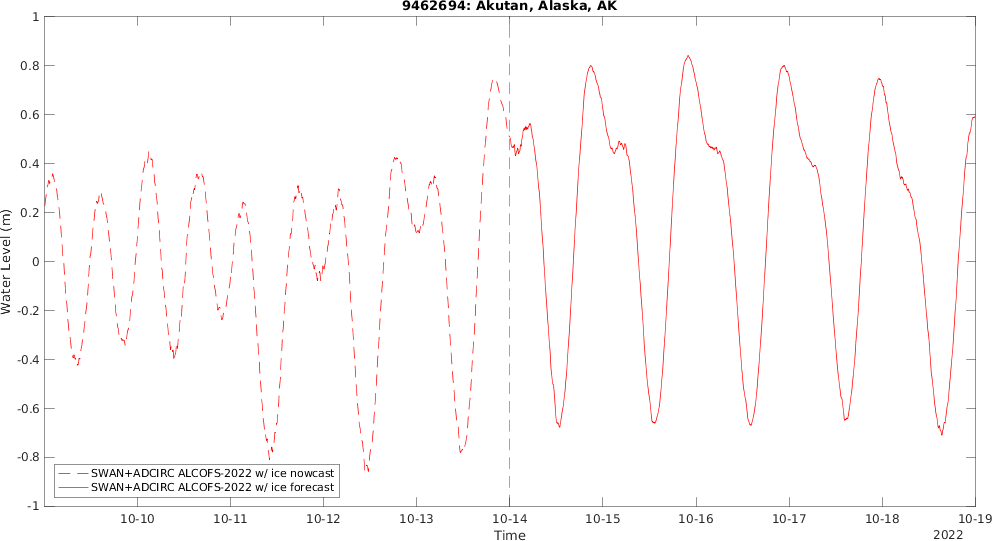 9462694: Akutan, Alaska, AK
1
0.8
0.6
0.4
0.2
0
-0.2
-0.4
-0.6
-0.8
-1
Water Level (m)
SWAN+ADCIRC ALCOFS-2022 w/ ice nowcast
SWAN+ADCIRC ALCOFS-2022 w/ ice forecast
10-10 10-11 10-12 10-13 10-14 10-15 10-16 10-17 10-18 10-19
Time
2022